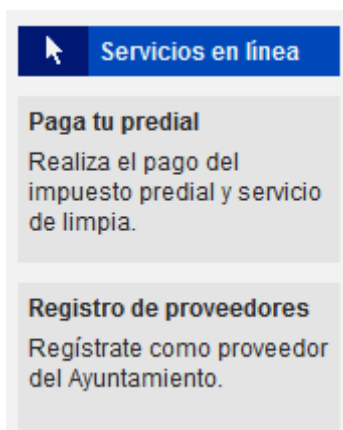 Servicios en línea
Paga tu predial
Realiza el pago del
impuesto predial y servicio
de limpia.
Registro de proveedores
Regístrate como proveedor
del Ayuntamiento.